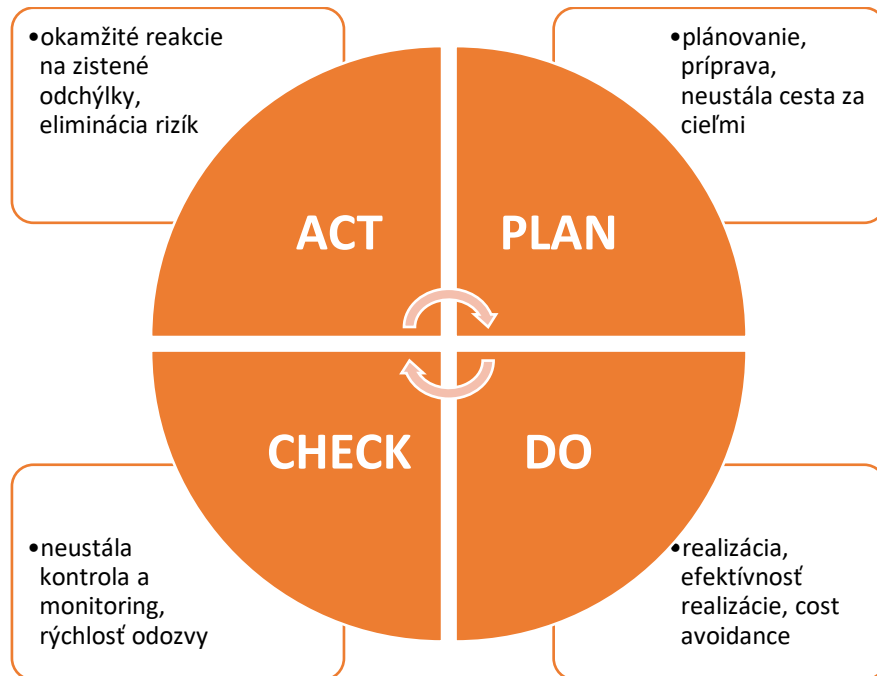 •okamžité reakcie
na zistené
odchýlky,
eliminácia rizík
•plánovanie,
príprava,
neustála cesta za
cieľmi
ACT
PLAN
CHECK
DO
•neustála
kontrola a
monitoring,
rýchlosť odozvy
•realizácia,
efektívnosť
realizácie, cost
avoidance